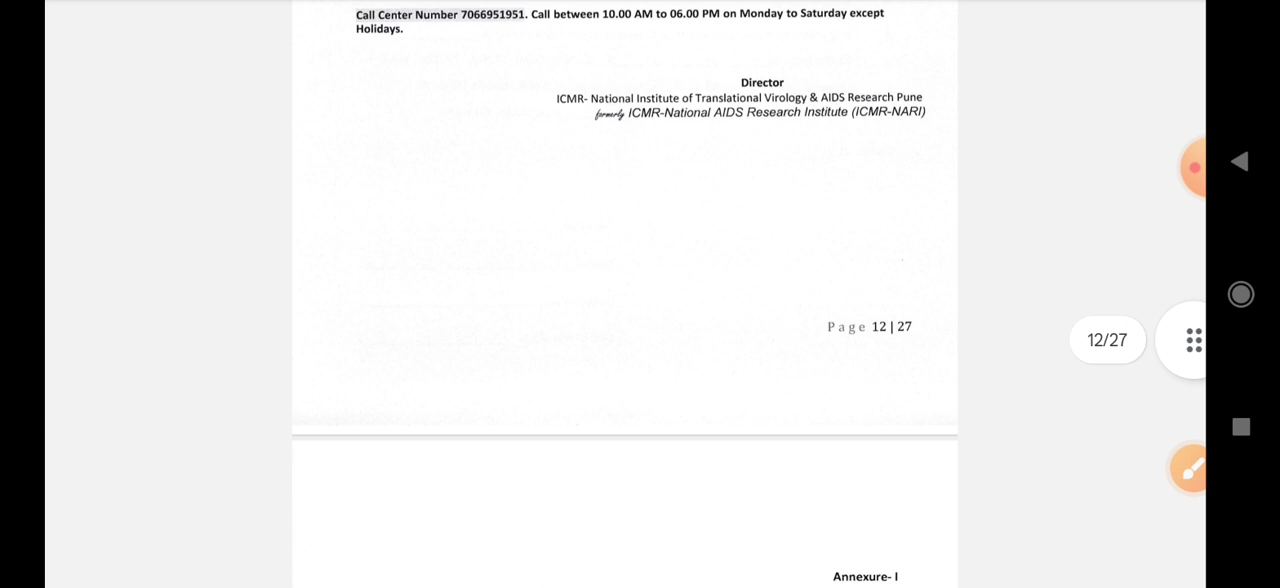 Call Center Number 7066951951. Call between 10.00 AM to 06.00 PM on Monday to Saturday except
Holidays.
Director
ICMR- National Institute of Translational Virology & AIDS Research Pune
formerly ICMR-National AIDS Research Institute (ICMR-NARI)
Page 12 | 27
12/27
Annexure- I